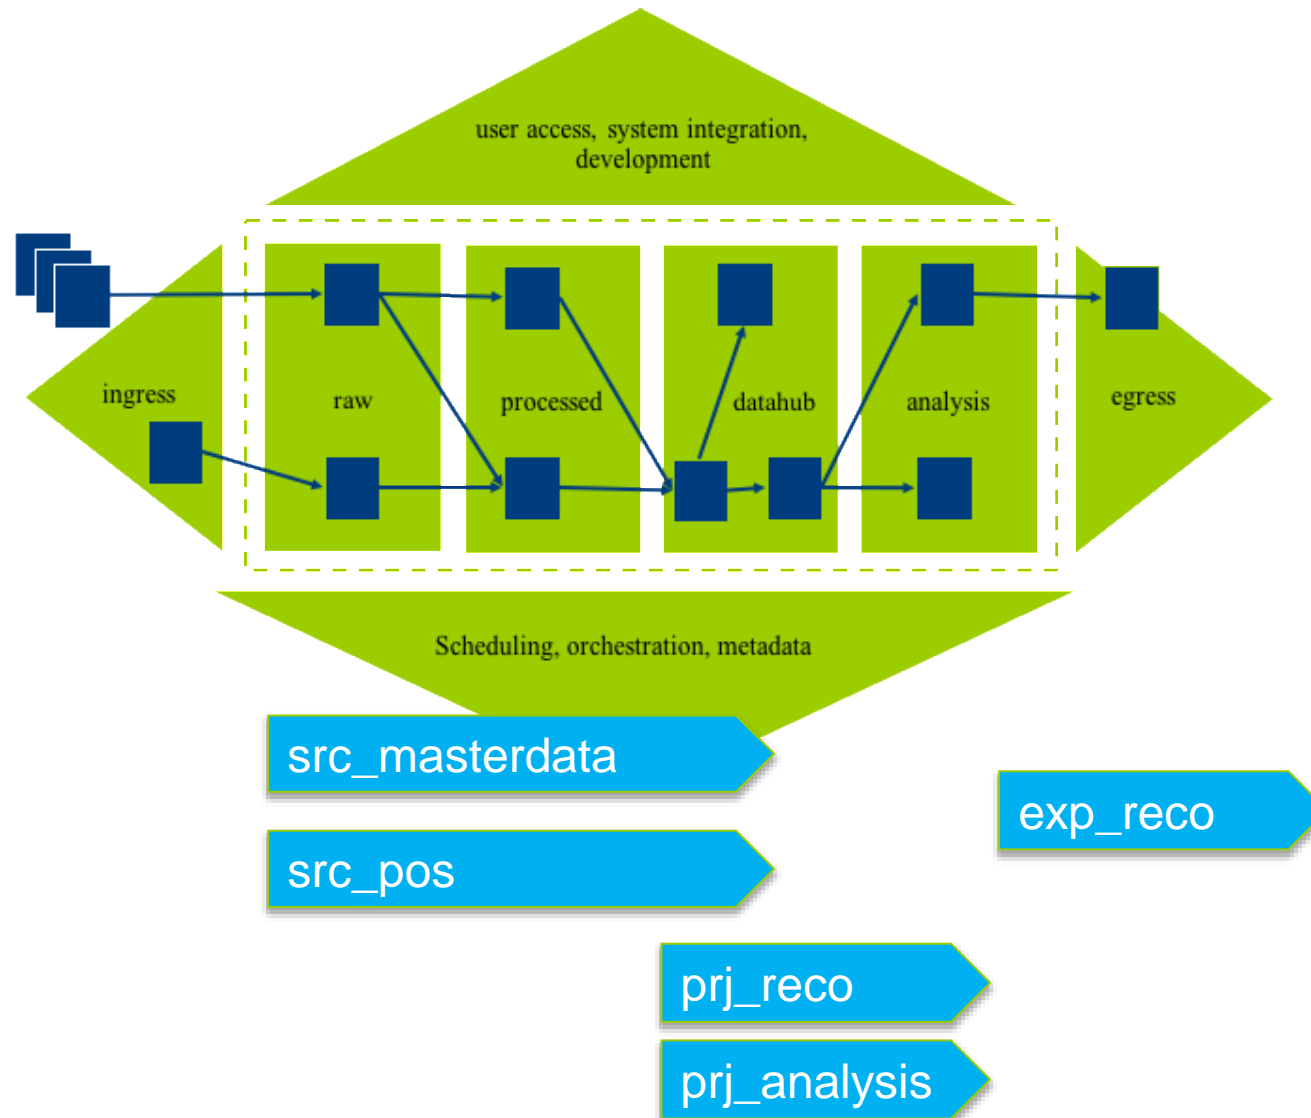 user access, system integration,
development
ingress
raw
processed
datahub
analysis
egress
Scheduling, orchestration, metadata
src_masterdata
exp_reco
src_pos
prj_reco
prj_analysis